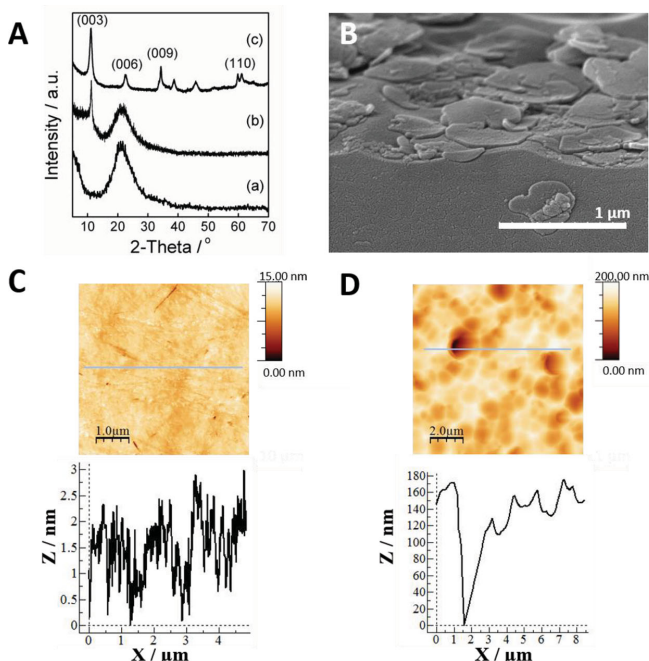 A
B
(003)
(c)
(006)
(009)
(110)
(b)
(a)
Intensity / a.u.
10 20 30 40 50 60 70
2-Theta / °
1 μm
C
D
15.00 nm
0.00 nm
1.0μm
200.00 nm
0.00 nm
2.0μm
Z / nm
3
2.5
2
1.5
1
0.5
0
0 1 2 3 4
X / μm
Z / nm
180
160
140
120
100
80
60
40
20
0
0 1 2 3 4 5 6 7 8
X / μm